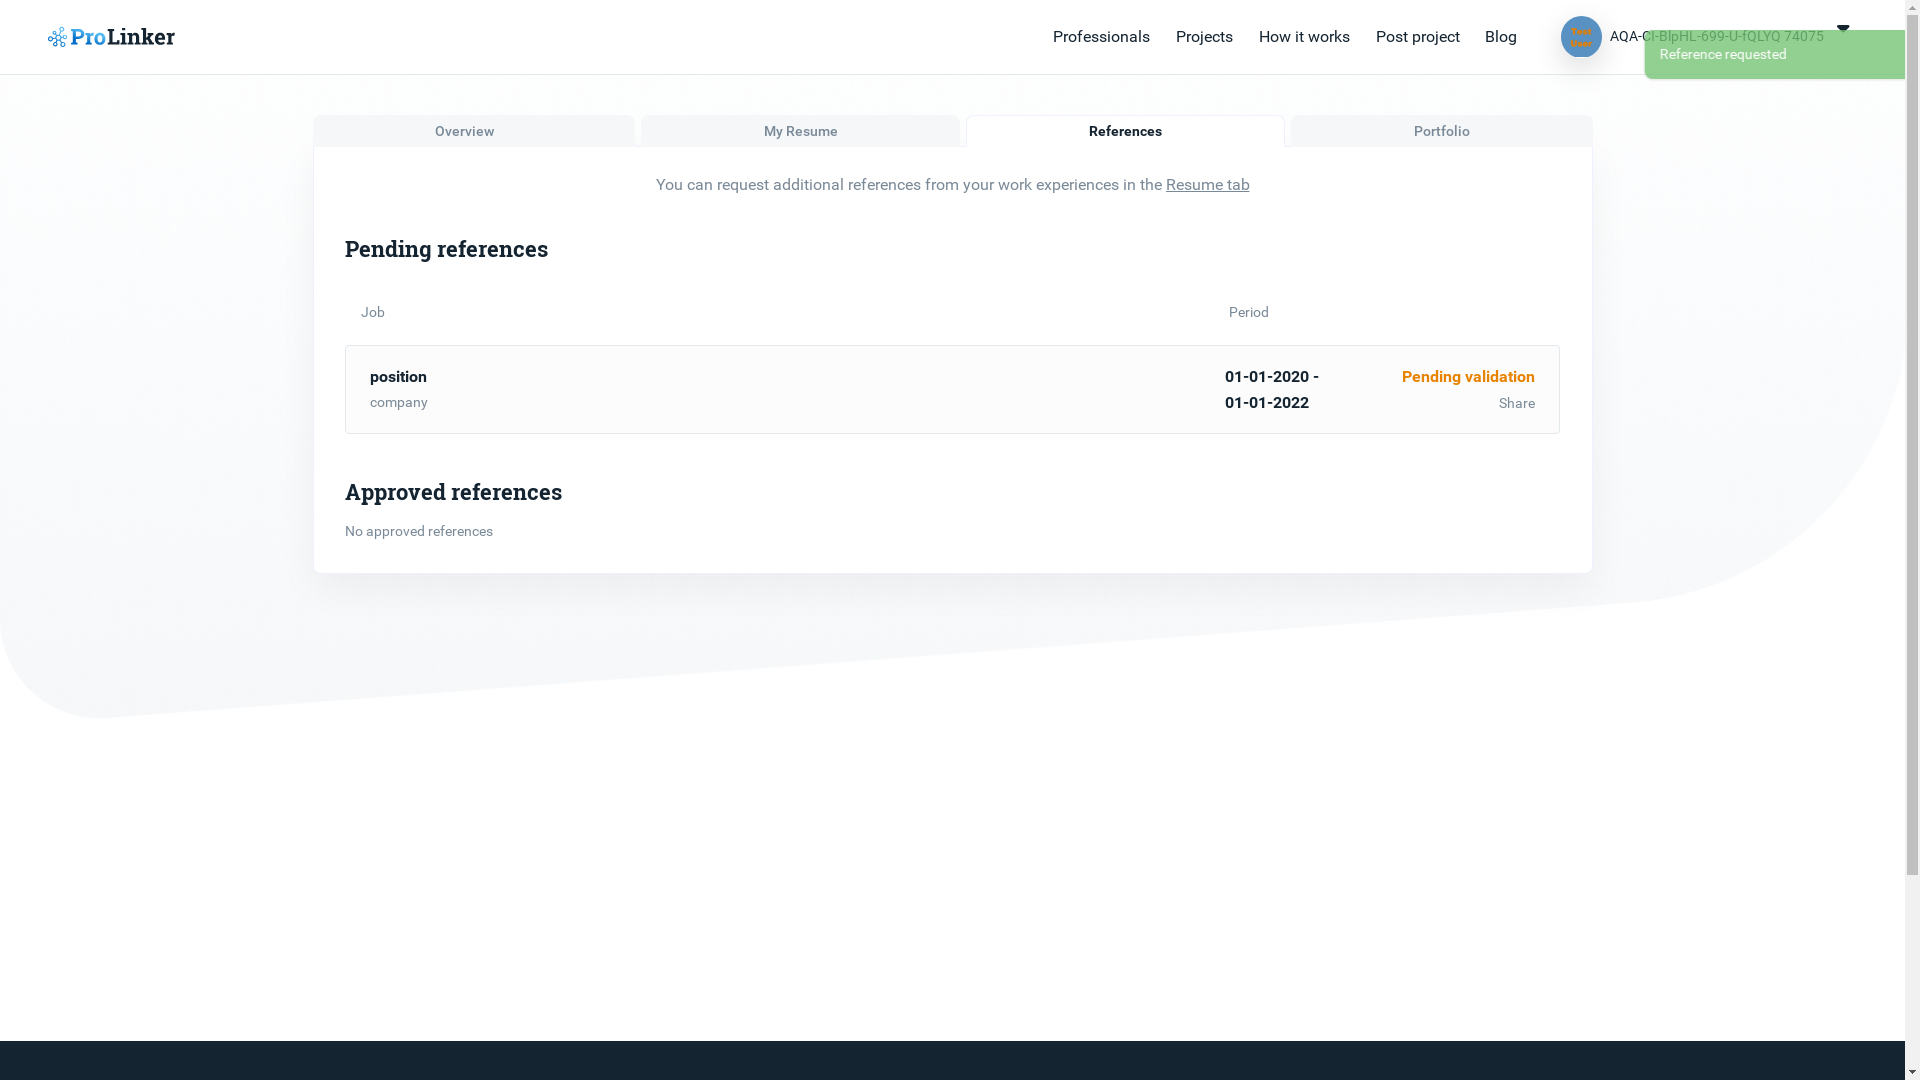 ProLinker
Professionals
Projects
How it works
Post project
Blog
Test
User
AQA-CI-BIpHL-699-U-fQLYQ 74075
Reference requested
Overview
My Resume
References
Portfolio
You can request additional references from your work experiences in the Resume tab
Pending references
Job
Period
position
company
01-01-2020 -
01-01-2022
Pending validation
Share
Approved references
No approved references